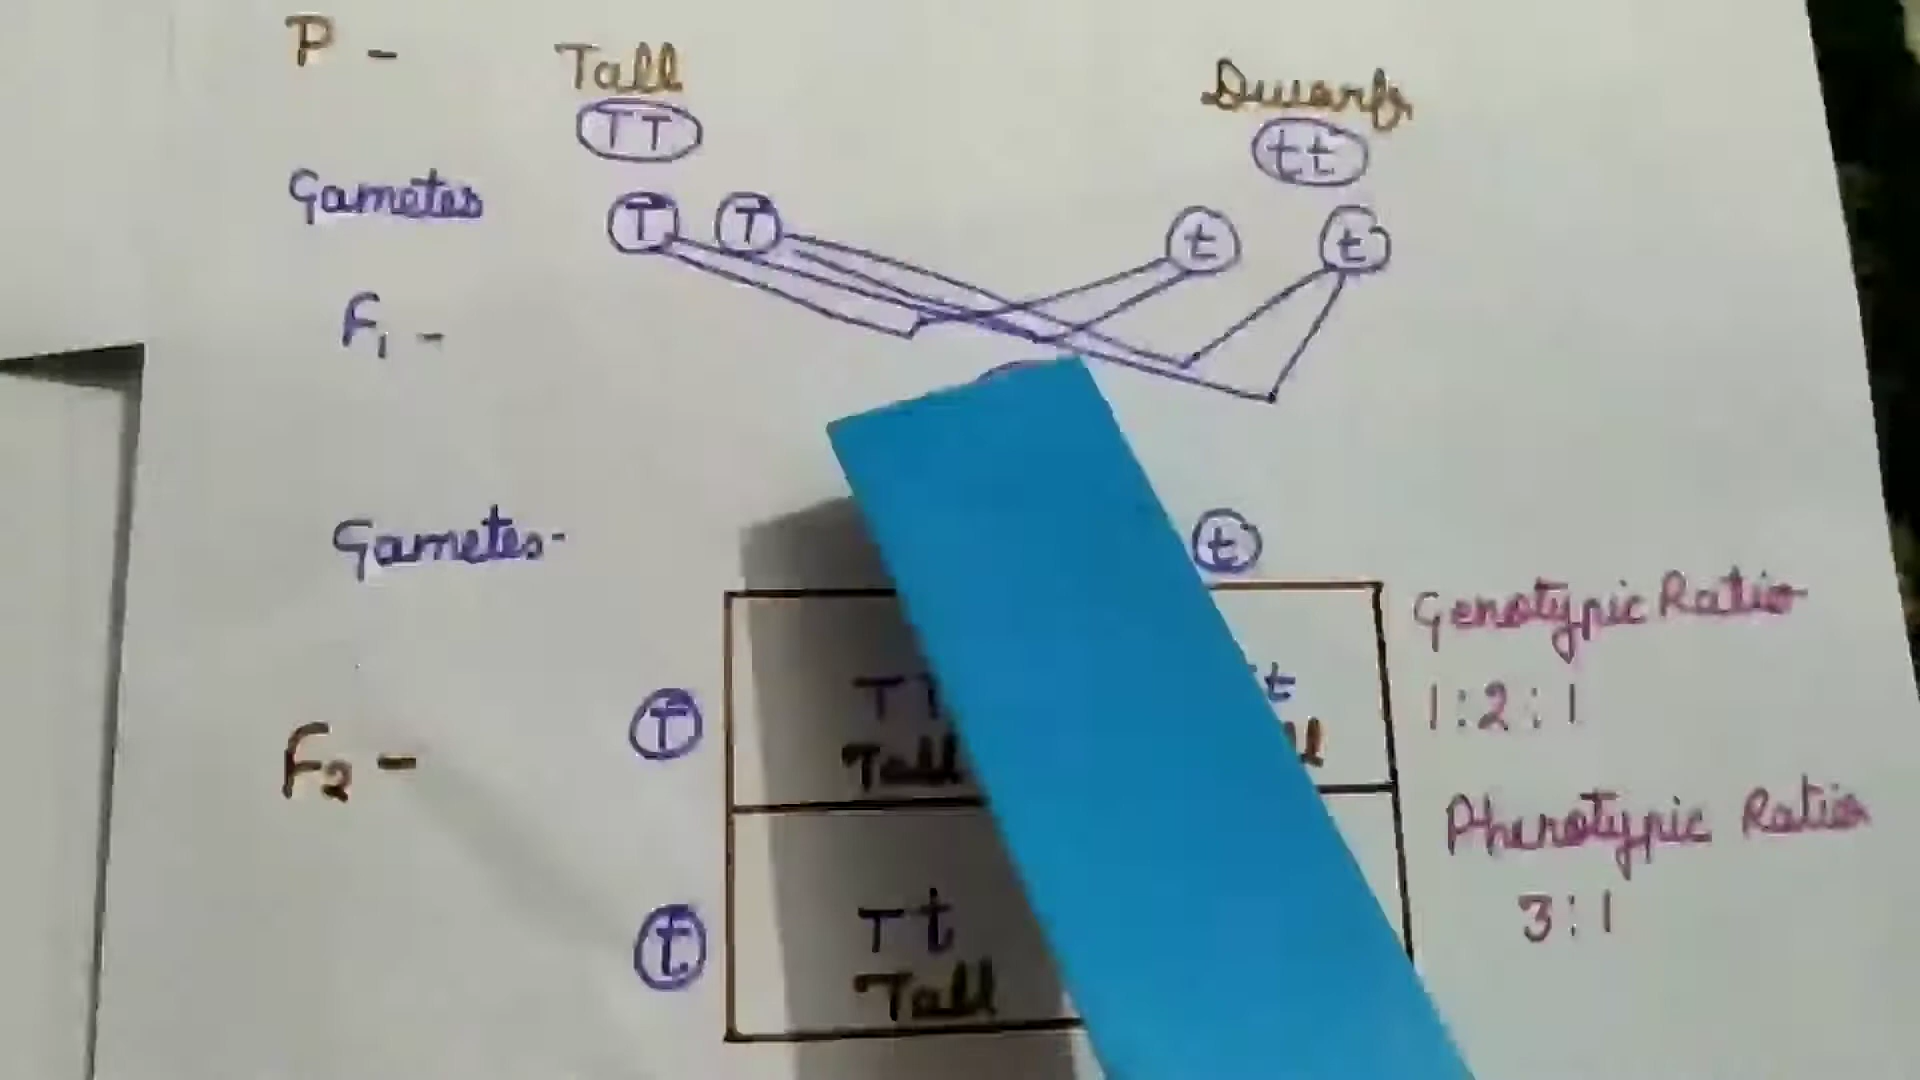 P - Tall Dwarf
TT tt
Gametes T T t t
F1 -
Gametes- t
Genotypic Ratio
T TT t
1:2:1
Tall
F2 -
Phenotypic Ratio
t Tt
3:1
Tall